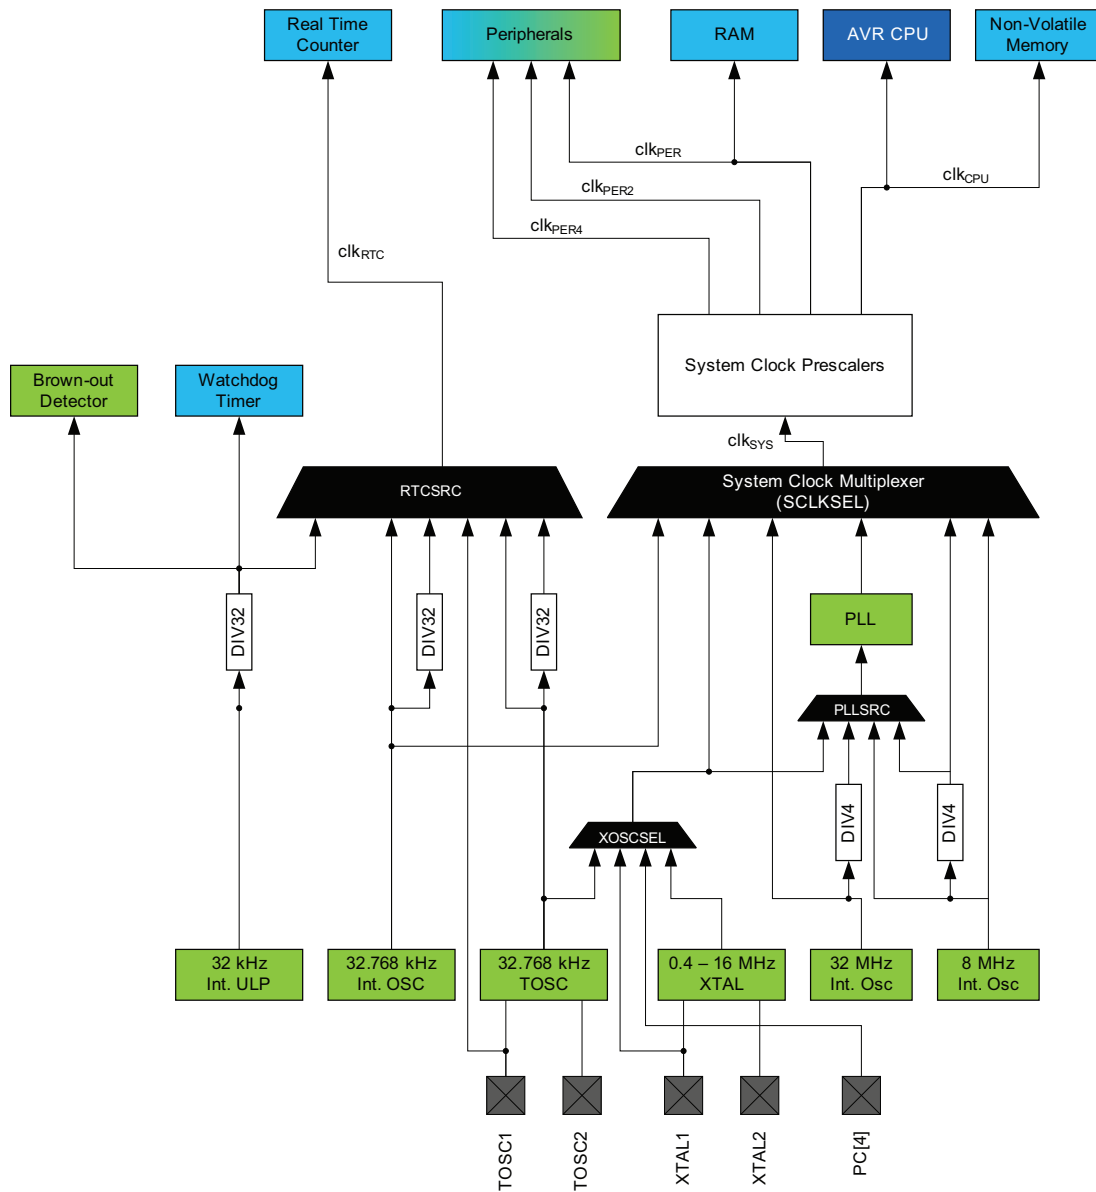 Real Time
Counter
Peripherals
RAM
AVR CPU
Non-Volatile
Memory
clkPER
clkCPU
clkPER2
clkPER4
clkRTC
System Clock Prescalers
Brown-out
Detector
Watchdog
Timer
clkSYS
RTCSRC
System Clock Multiplexer
(SCLKSEL)
DIV32
DIV32
DIV32
PLL
PLLSRC
DIV4
DIV4
XOSCSEL
32 kHz
Int. ULP
32.768 kHz
Int. OSC
32.768 kHz
TOSC
0.4 – 16 MHz
XTAL
32 MHz
Int. Osc
8 MHz
Int. Osc
TOSC1
TOSC2
XTAL1
XTAL2
PC[4]